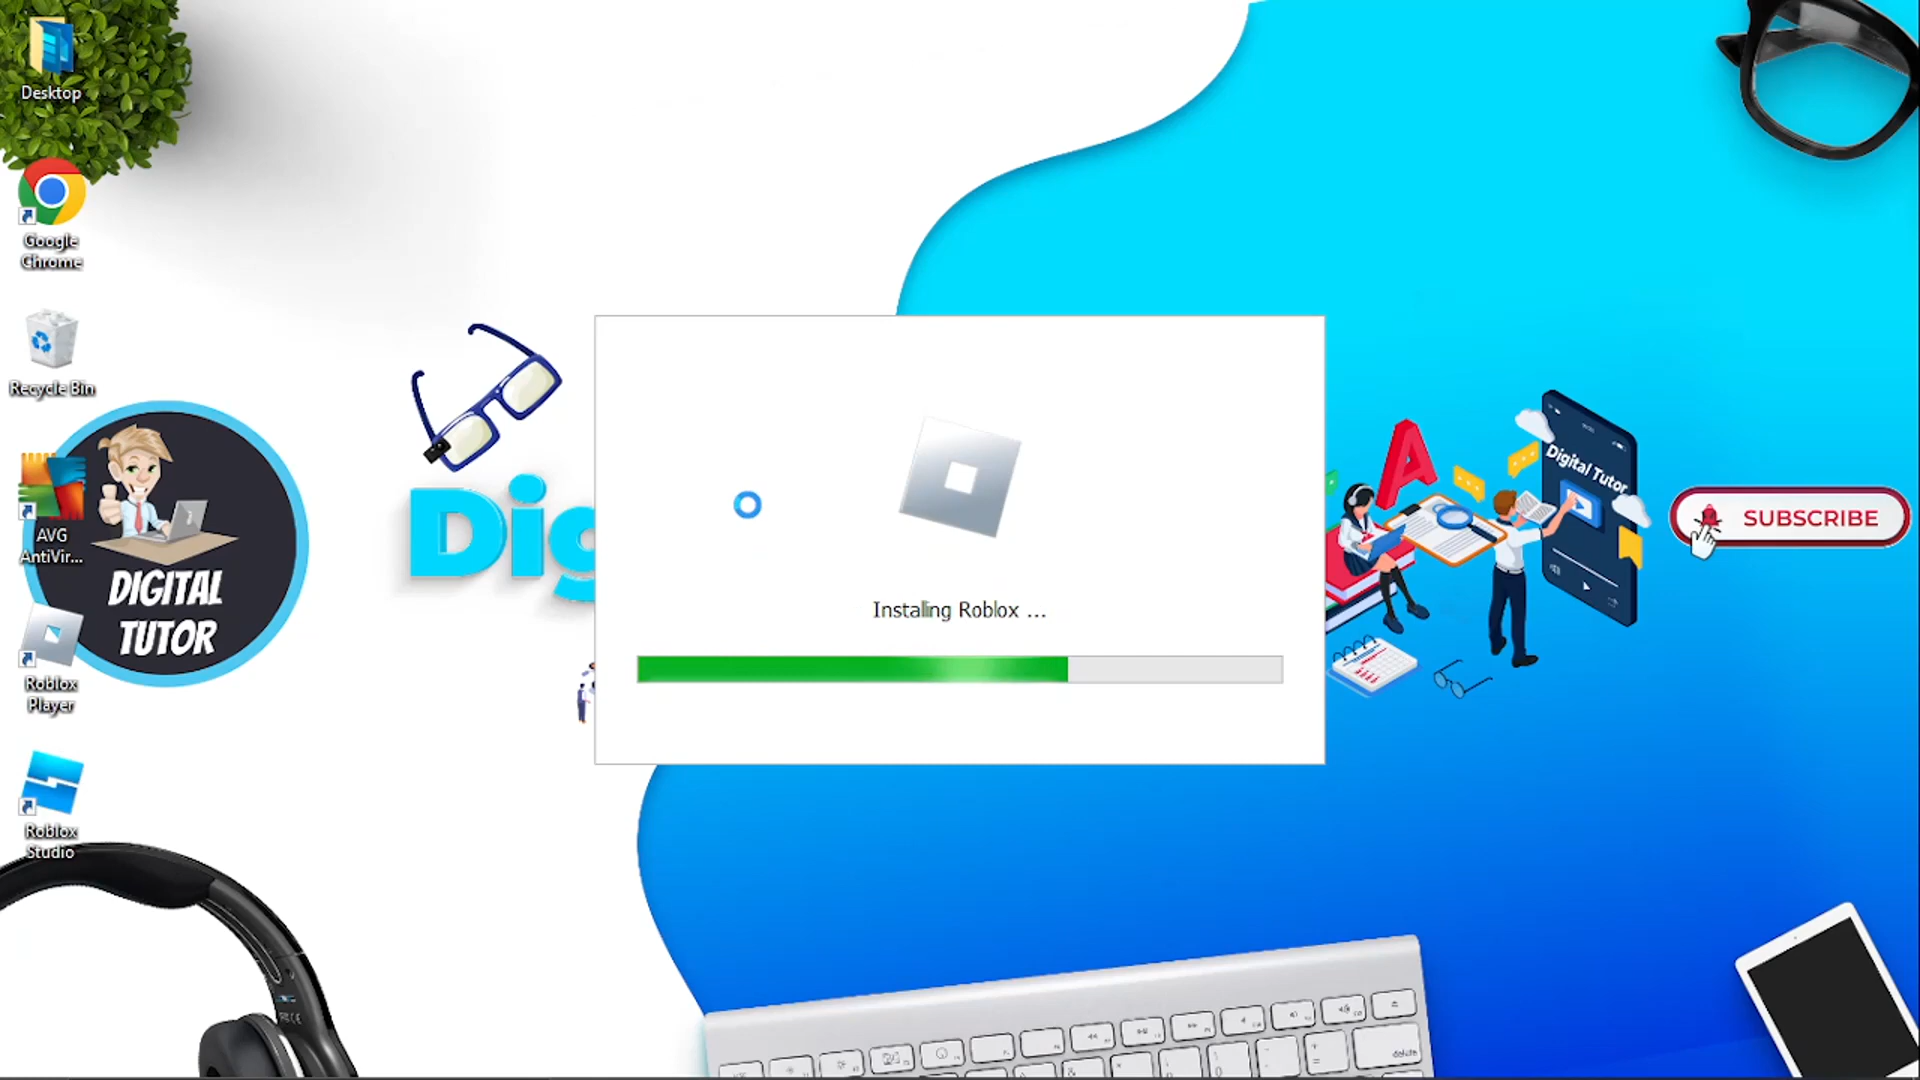 Desktop
Google
Chrome
Recycle Bin
AVG
AntiVir...
DIGITAL
TUTOR
Roblox
Player
Roblox
Studio
Dig
Installing Roblox ...
A
Digital Tutor
SUBSCRIBE
delete